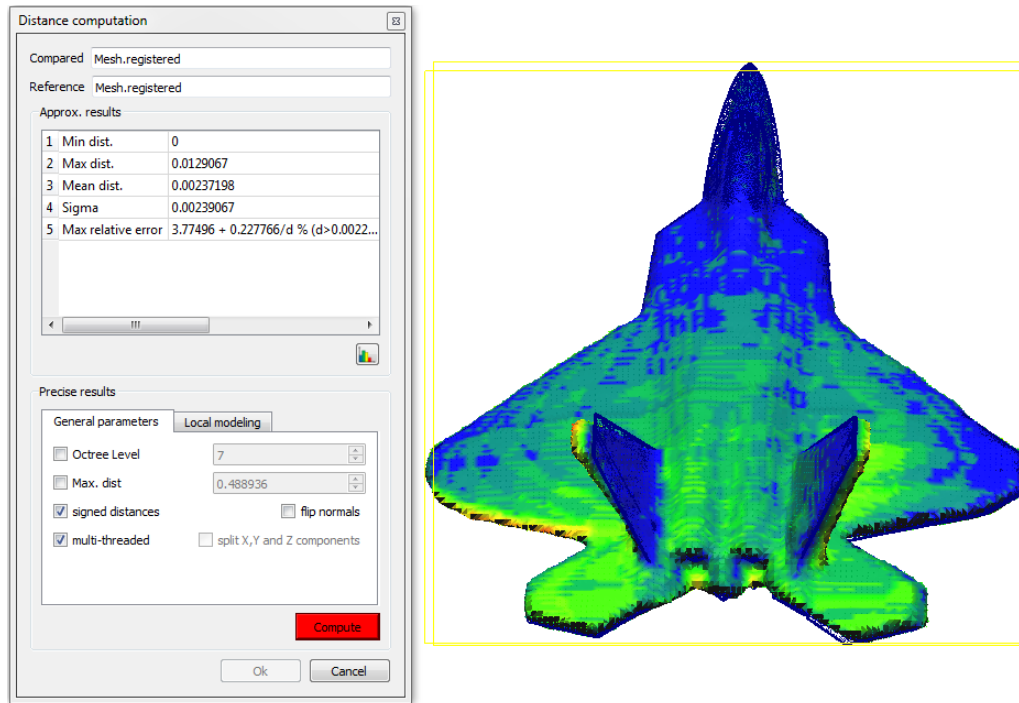 Distance computation
Compared Mesh.registered
Reference Mesh.registered
Approx. results
1 Min dist. 0
2 Max dist. 0.0129067
3 Mean dist. 0.00237198
4 Sigma 0.00239067
5 Max relative error 3.77496 + 0.227766/d % (d>0.0022...
Precise results
General parameters Local modeling
Octree Level 7
Max. dist 0.488936
signed distances flip normals
multi-threaded split X,Y and Z components
Compute
Ok Cancel